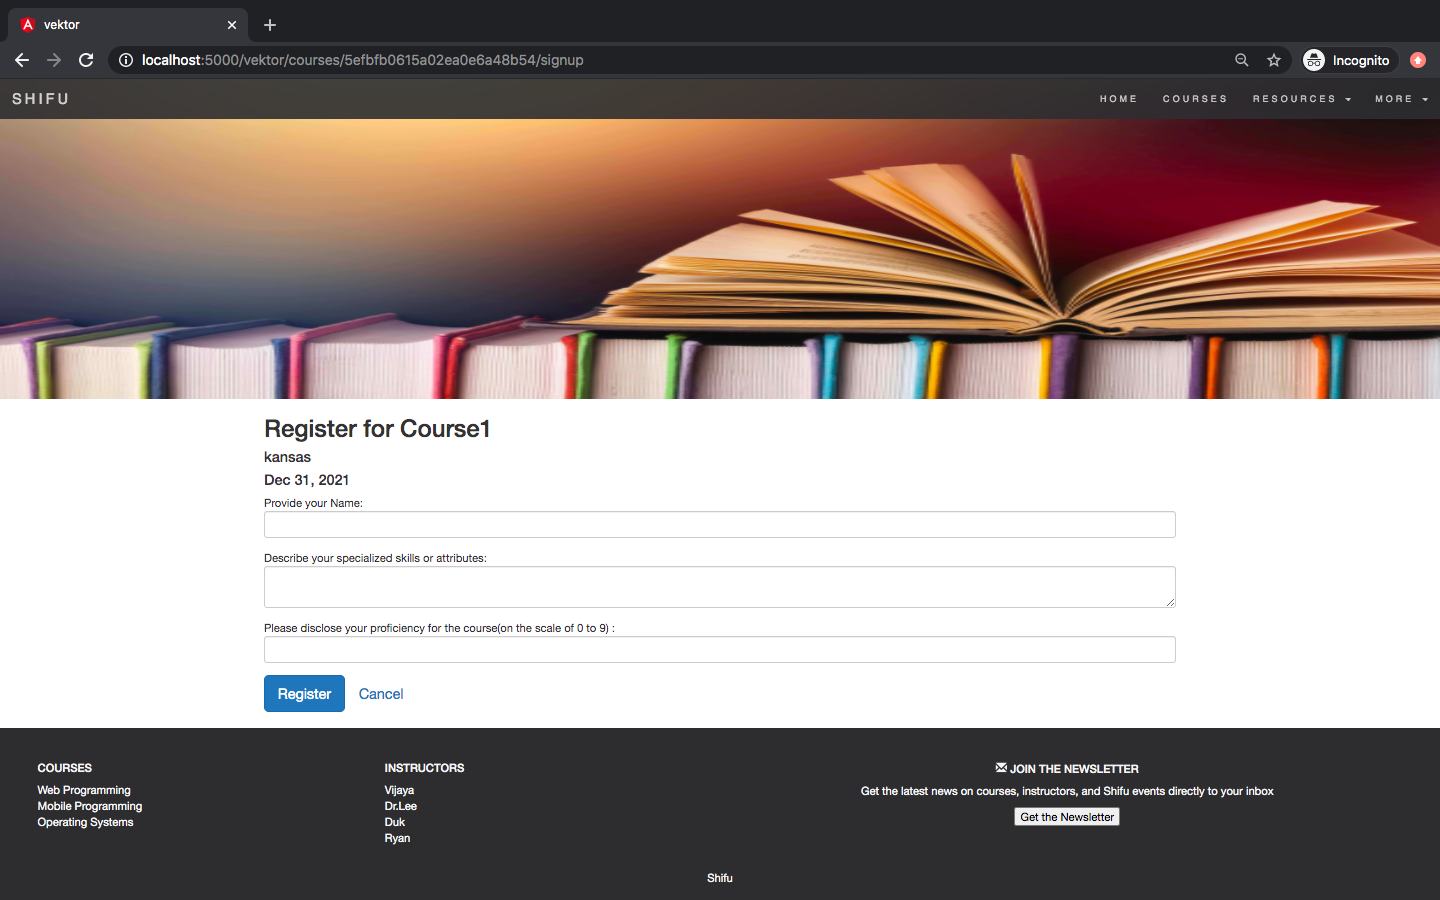 vektor
localhost:5000/vektor/courses/5efbfb0615a02ea0e6a48b54/signup
Incognito
SHIFU
HOME COURSES RESOURCES MORE
Register for Course1
kansas
Dec 31, 2021
Provide your Name:
Describe your specialized skills or attributes:
Please disclose your proficiency for the course(on the scale of 0 to 9) :
Register Cancel
COURSES
Web Programming
Mobile Programming
Operating Systems
INSTRUCTORS
Vijaya
Dr.Lee
Duk
Ryan
JOIN THE NEWSLETTER
Get the latest news on courses, instructors, and Shifu events directly to your inbox
Get the Newsletter
Shifu